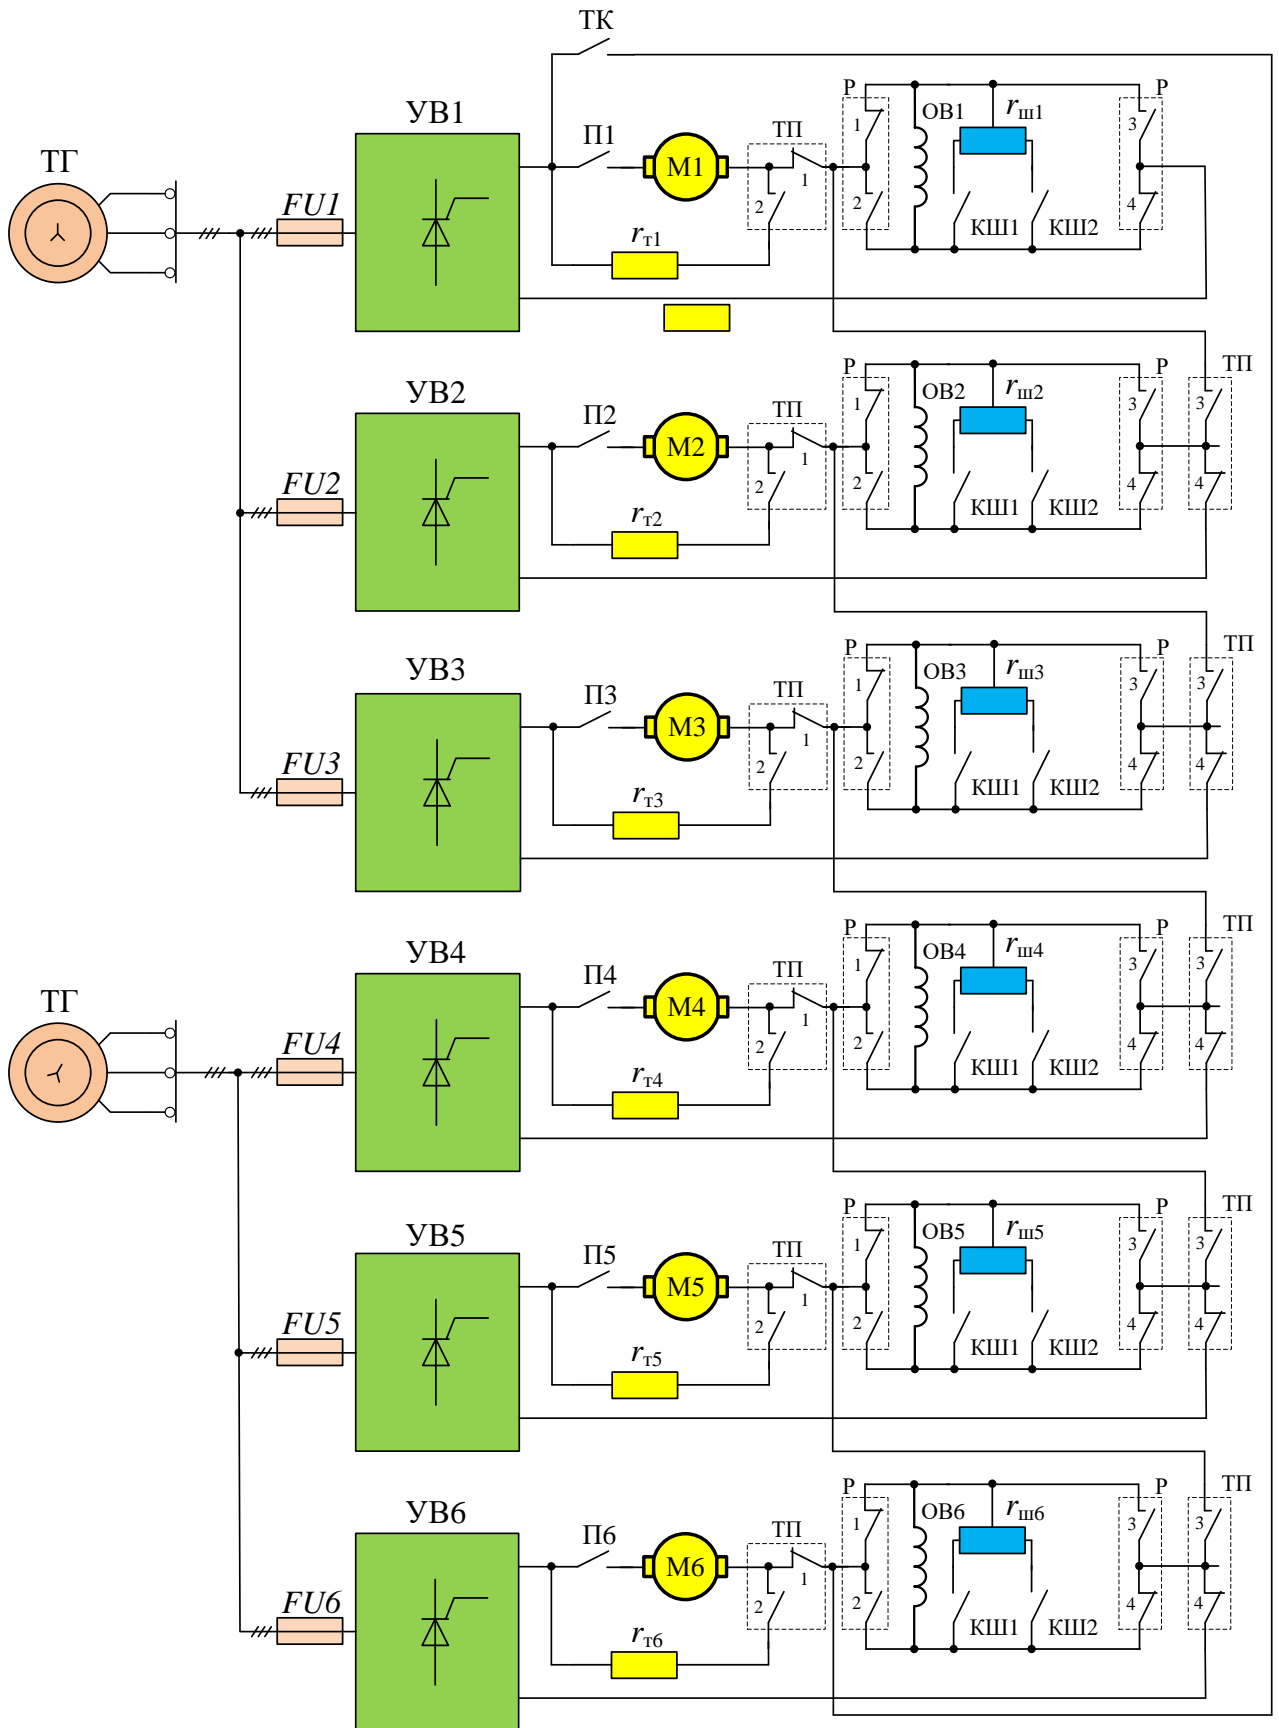 ТК
УВ1
ТГ
FU1
П1
М1
ТП
1
2
rт1
Р
1
2
ОВ1
rш1
КШ1
КШ2
Р
3
4
УВ2
FU2
П2
М2
ТП
1
2
rт2
Р
1
2
ОВ2
rш2
КШ1
КШ2
Р
3
4
ТП
3
4
УВ3
FU3
П3
М3
ТП
1
2
rт3
Р
1
2
ОВ3
rш3
КШ1
КШ2
Р
3
4
ТП
3
4
УВ4
ТГ
FU4
П4
М4
ТП
1
2
rт4
Р
1
2
ОВ4
rш4
КШ1
КШ2
Р
3
4
ТП
3
4
УВ5
FU5
П5
М5
ТП
1
2
rт5
Р
1
2
ОВ5
rш5
КШ1
КШ2
Р
3
4
ТП
3
4
УВ6
FU6
П6
М6
ТП
1
2
rт6
Р
1
2
ОВ6
rш6
КШ1
КШ2
Р
3
4
ТП
3
4